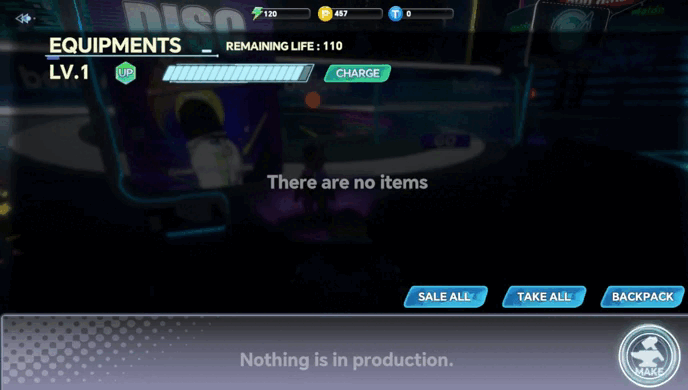 DISCO
120
457
0
EQUIPMENTS
REMAINING LIFE : 110
LV.1
UP
CHARGE
There are no items
SALE ALL
TAKE ALL
BACKPACK
Nothing is in production.
MAKE